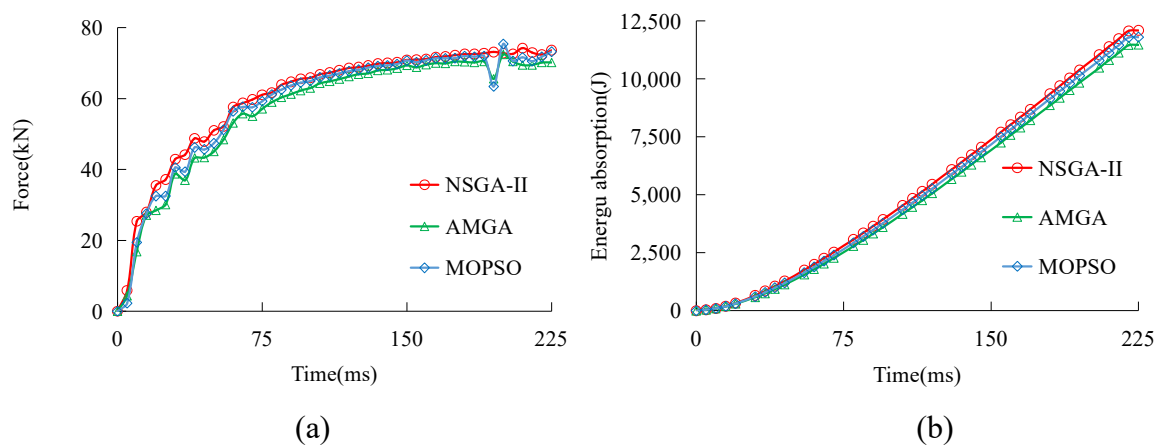 80
60
40
20
0
Force(kN)
NSGA-II
AMGA
MOPSO
0
75
150
225
Time(ms)
(a)
12,500
10,000
7,500
5,000
2,500
0
Energu absorption(J)
NSGA-II
AMGA
MOPSO
0
75
150
225
Time(ms)
(b)